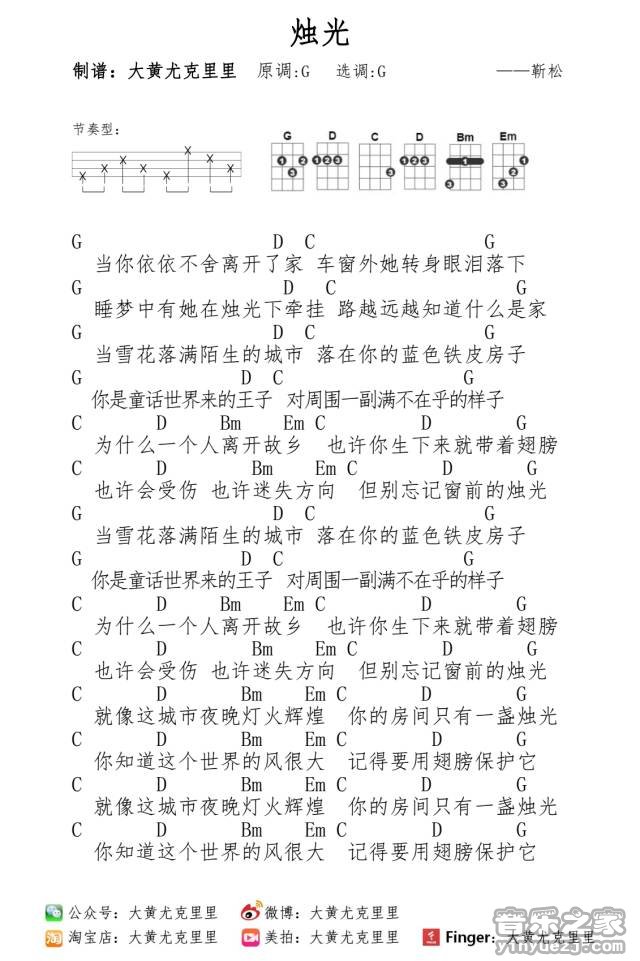 烛光
制谱: 大黄尤克里里 原调:G 选调:G ——靳松
节奏型:
G D C D Bm Em
1 2 3 1 2 3 3 1 2 3 1 3 1 2 3
G D C G
当你依依不舍离开了家 车窗外她转身眼泪落下
G D C G
睡梦中有她在烛光下牵挂 路越远越知道什么是家
G D C G
当雪花落满陌生的城市 落在你的蓝色铁皮房子
G D C G
你是童话世界来的王子 对周围一副满不在乎的样子
C D Bm Em C D G
为什么一个人离开故乡 也许你生下来就带着翅膀
C D Bm Em C D G
也许会受伤 也许迷失方向 但别忘记窗前的烛光
G D C G
当雪花落满陌生的城市 落在你的蓝色铁皮房子
G D C G
你是童话世界来的王子 对周围一副满不在乎的样子
C D Bm Em C D G
为什么一个人离开故乡 也许你生下来就带着翅膀
C D Bm Em C D G
也许会受伤 也许迷失方向 但别忘记窗前的烛光
C D Bm Em C D G
就像这城市夜晚灯火辉煌 你的房间只有一盏烛光
C D Bm Em C D G
你知道这个世界的风很大 记得要用翅膀保护它
C D Bm Em C D G
就像这城市夜晚灯火辉煌 你的房间只有一盏烛光
C D Bm Em C D G
你知道这个世界的风很大 记得要用翅膀保护它
公众号: 大黄尤克里里 微博: 大黄尤克里里
淘 淘宝店: 大黄尤克里里 美拍: 大黄尤克里里 Finger: 大黄尤克里里
音乐之家
yinyuezj.com